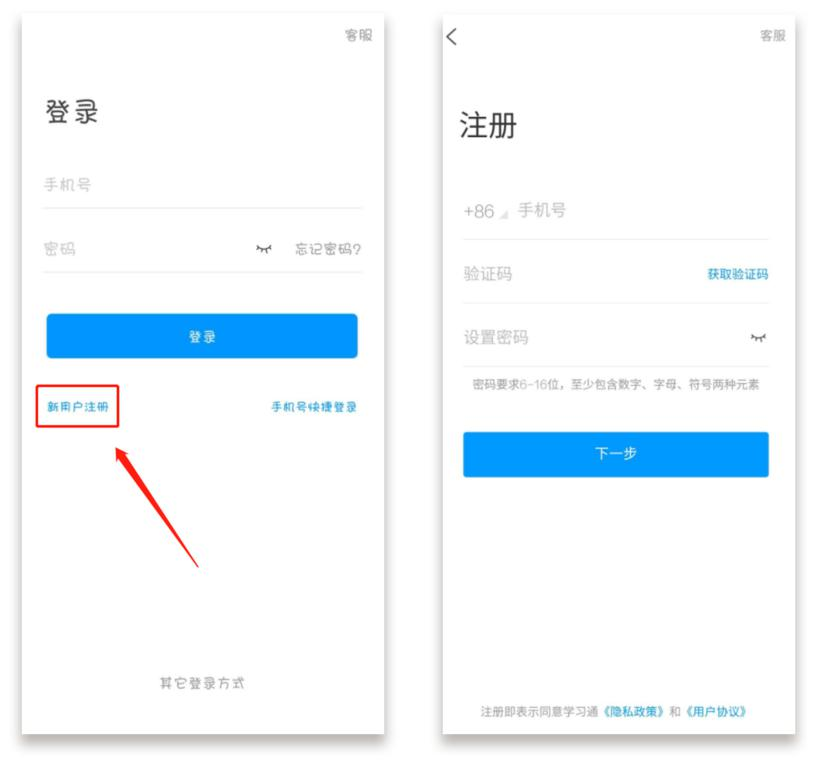 客服
登录
手机号
密码 忘记密码?
登录
新用户注册 手机号快捷登录
其它登录方式
客服
注册
+86 手机号
验证码 获取验证码
设置密码
密码要求6-16位，至少包含数字、字母、符号两种元素
下一步
注册即表示同意学习通《隐私政策》和《用户协议》